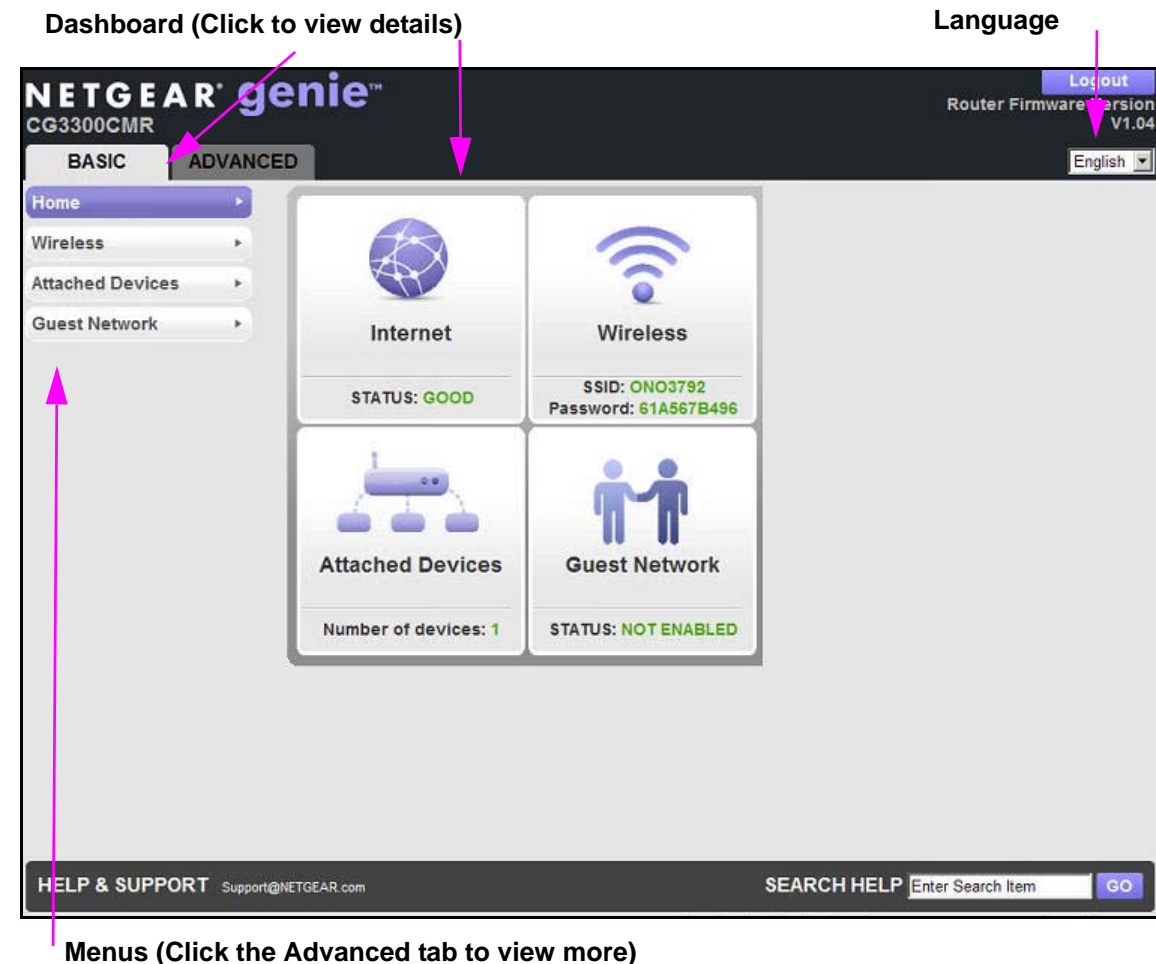 Dashboard (Click to view details)
Language
NETGEAR® genie™
Logout
CG3300CMR
Router Firmware Version
V1.04
BASIC
ADVANCED
English
Home
Wireless
Attached Devices
Guest Network
Internet
STATUS: GOOD
Wireless
SSID: ONO3792
Password: 61A567B496
Attached Devices
Number of devices: 1
Guest Network
STATUS: NOT ENABLED
HELP & SUPPORT Support@NETGEAR.com
SEARCH HELP Enter Search Item GO
Menus (Click the Advanced tab to view more)